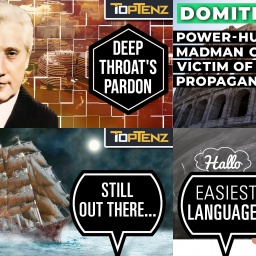 TOPTENZ
DEEP
THROAT'S
PARDON
DOMITI
POWER-HU
MADMAN O
VICTIM OF
PROPAGAN
TOPTENZ
STILL
OUT THERE...
Hallo
EASIEST
LANGUAGE